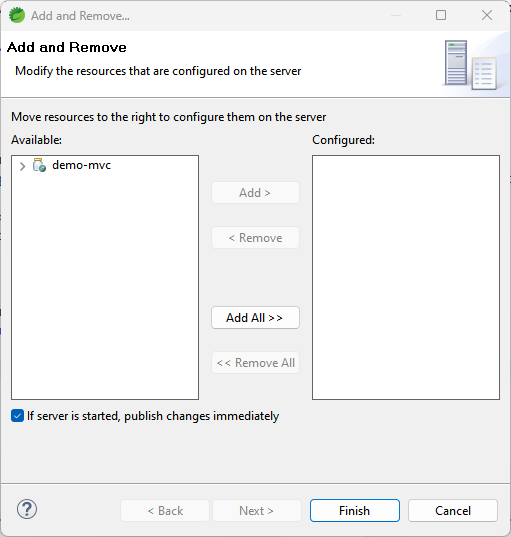 Add and Remove...
Add and Remove
Modify the resources that are configured on the server
Move resources to the right to configure them on the server
Available:
Configured:
demo-mvc
Add >
< Remove
Add All >>
<< Remove All
If server is started, publish changes immediately
?
< Back
Next >
Finish
Cancel